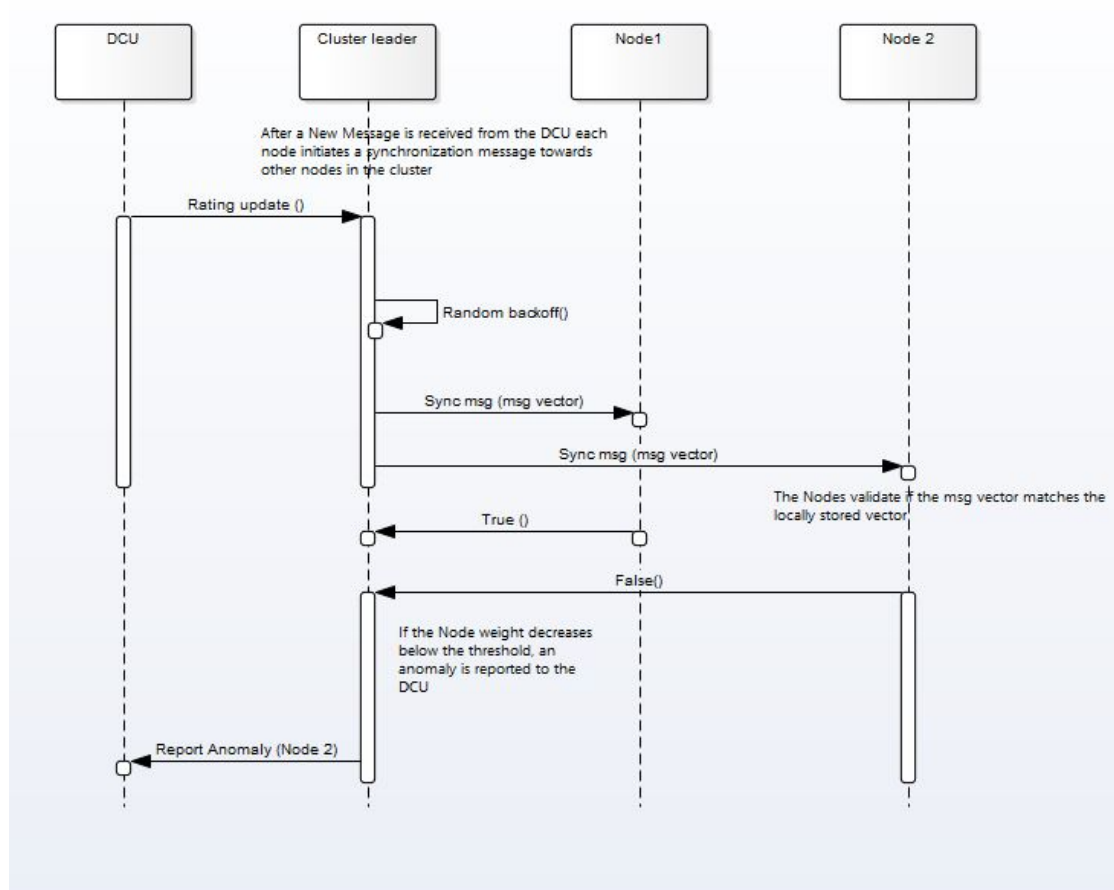 DCU
Cluster leader
Node1
Node 2
After a New Message is received from the DCU each
node initiates a synchronization message towards
other nodes in the cluster
Rating update ()
Random backoff()
Sync msg (msg vector)
Sync msg (msg vector)
The Nodes validate if the msg vector matches the
locally stored vector
True ()
False()
If the Node weight decreases
below the threshold, an
anomaly is reported to the
DCU
Report Anomaly (Node 2)